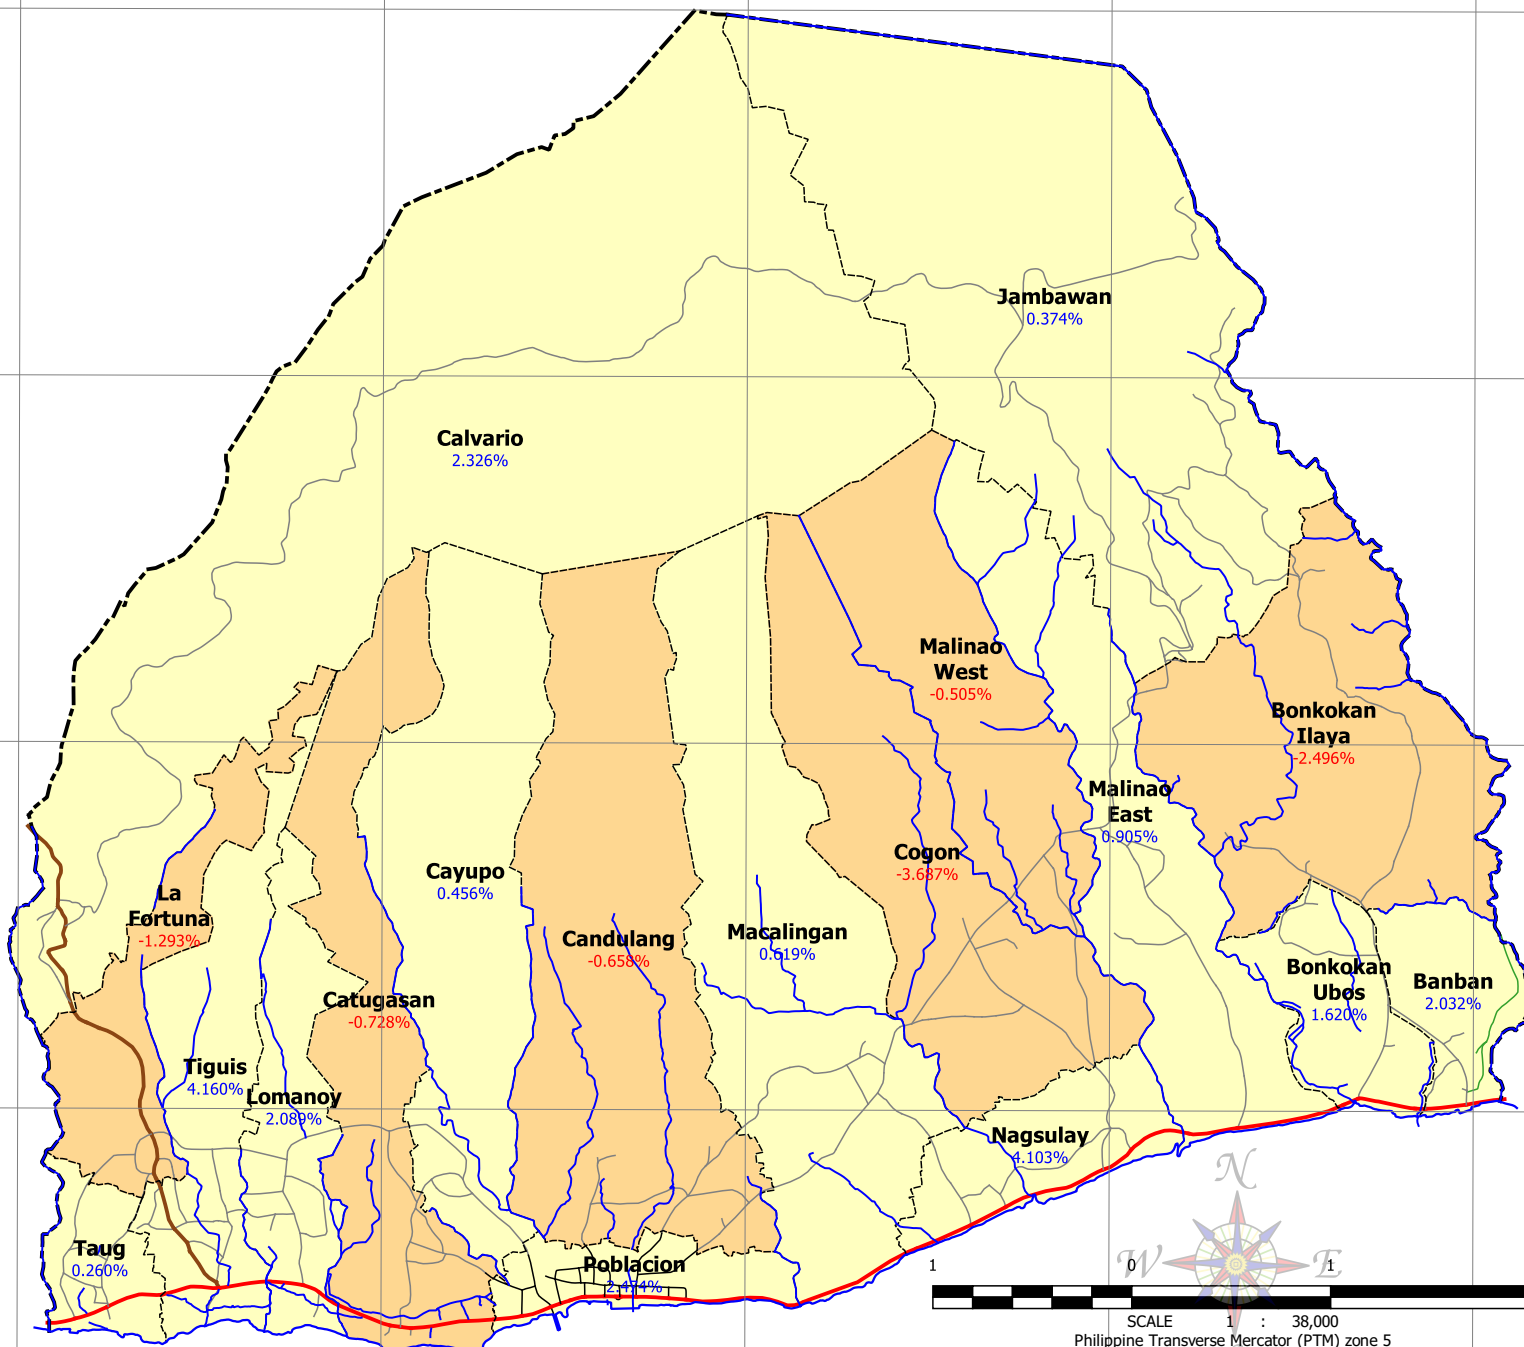 Jambawan
0.374%
Calvario
2.326%
Malinao
West
-0.505%
Bonkokan
Ilaya
-2.496%
Malinao
East
0.905%
Cogon
-3.687%
Cayupo
0.456%
La
Fortuna
-1.293%
Candulang
-0.658%
Macalingan
0.619%
Bonkokan
Ubos
1.620%
Banban
2.032%
Catugasan
-0.728%
Tiguis
4.160%
Lomanoy
2.089%
Nagsulay
4.103%
Taug
0.260%
Poblacion
2.474%
N
W
E
1 0 1
SCALE 1 : 38,000
Philippine Transverse Mercator (PTM) zone 5